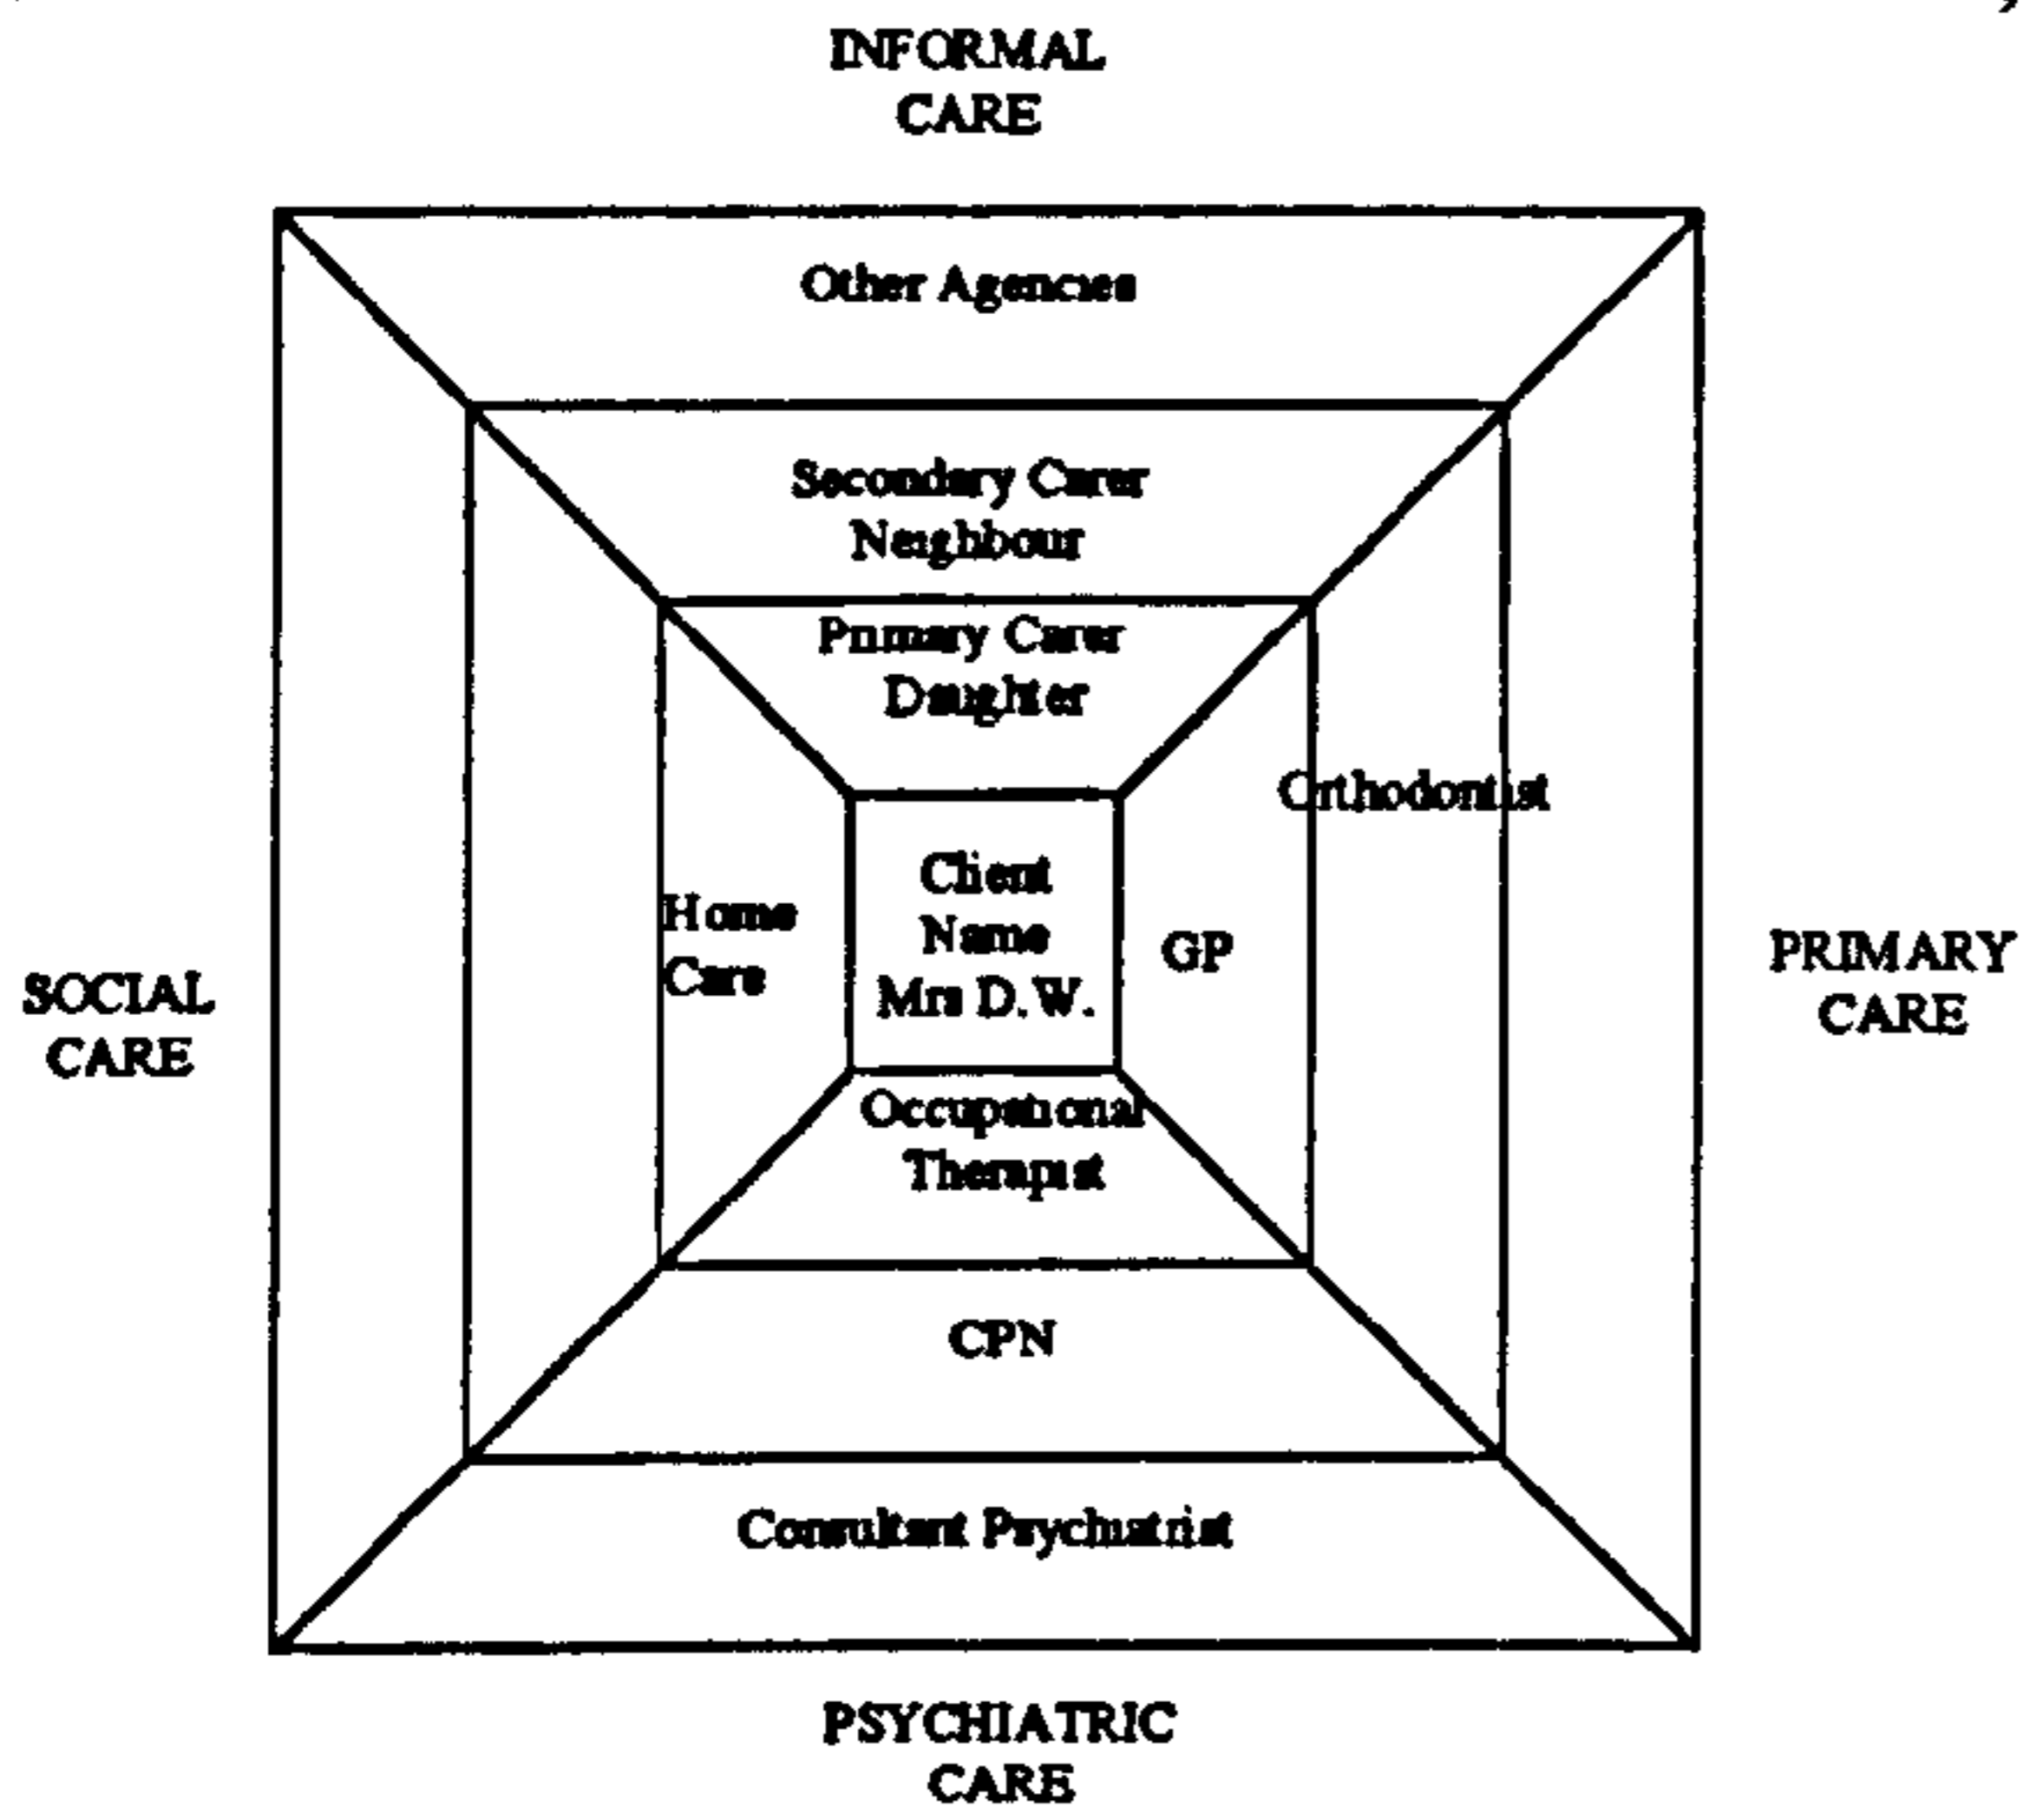 INFORMAL
CARE
Other Agencies
Secondary Carer
Neighbour
Primary Carer
Daughter
Orthodontist
Client
Name
Mrs D.W.
Home
Care
GP
SOCIAL
CARE
PRIMARY
CARE
Occupational
Therapist
CPN
Consultant Psychiatrist
PSYCHIATRIC
CARE